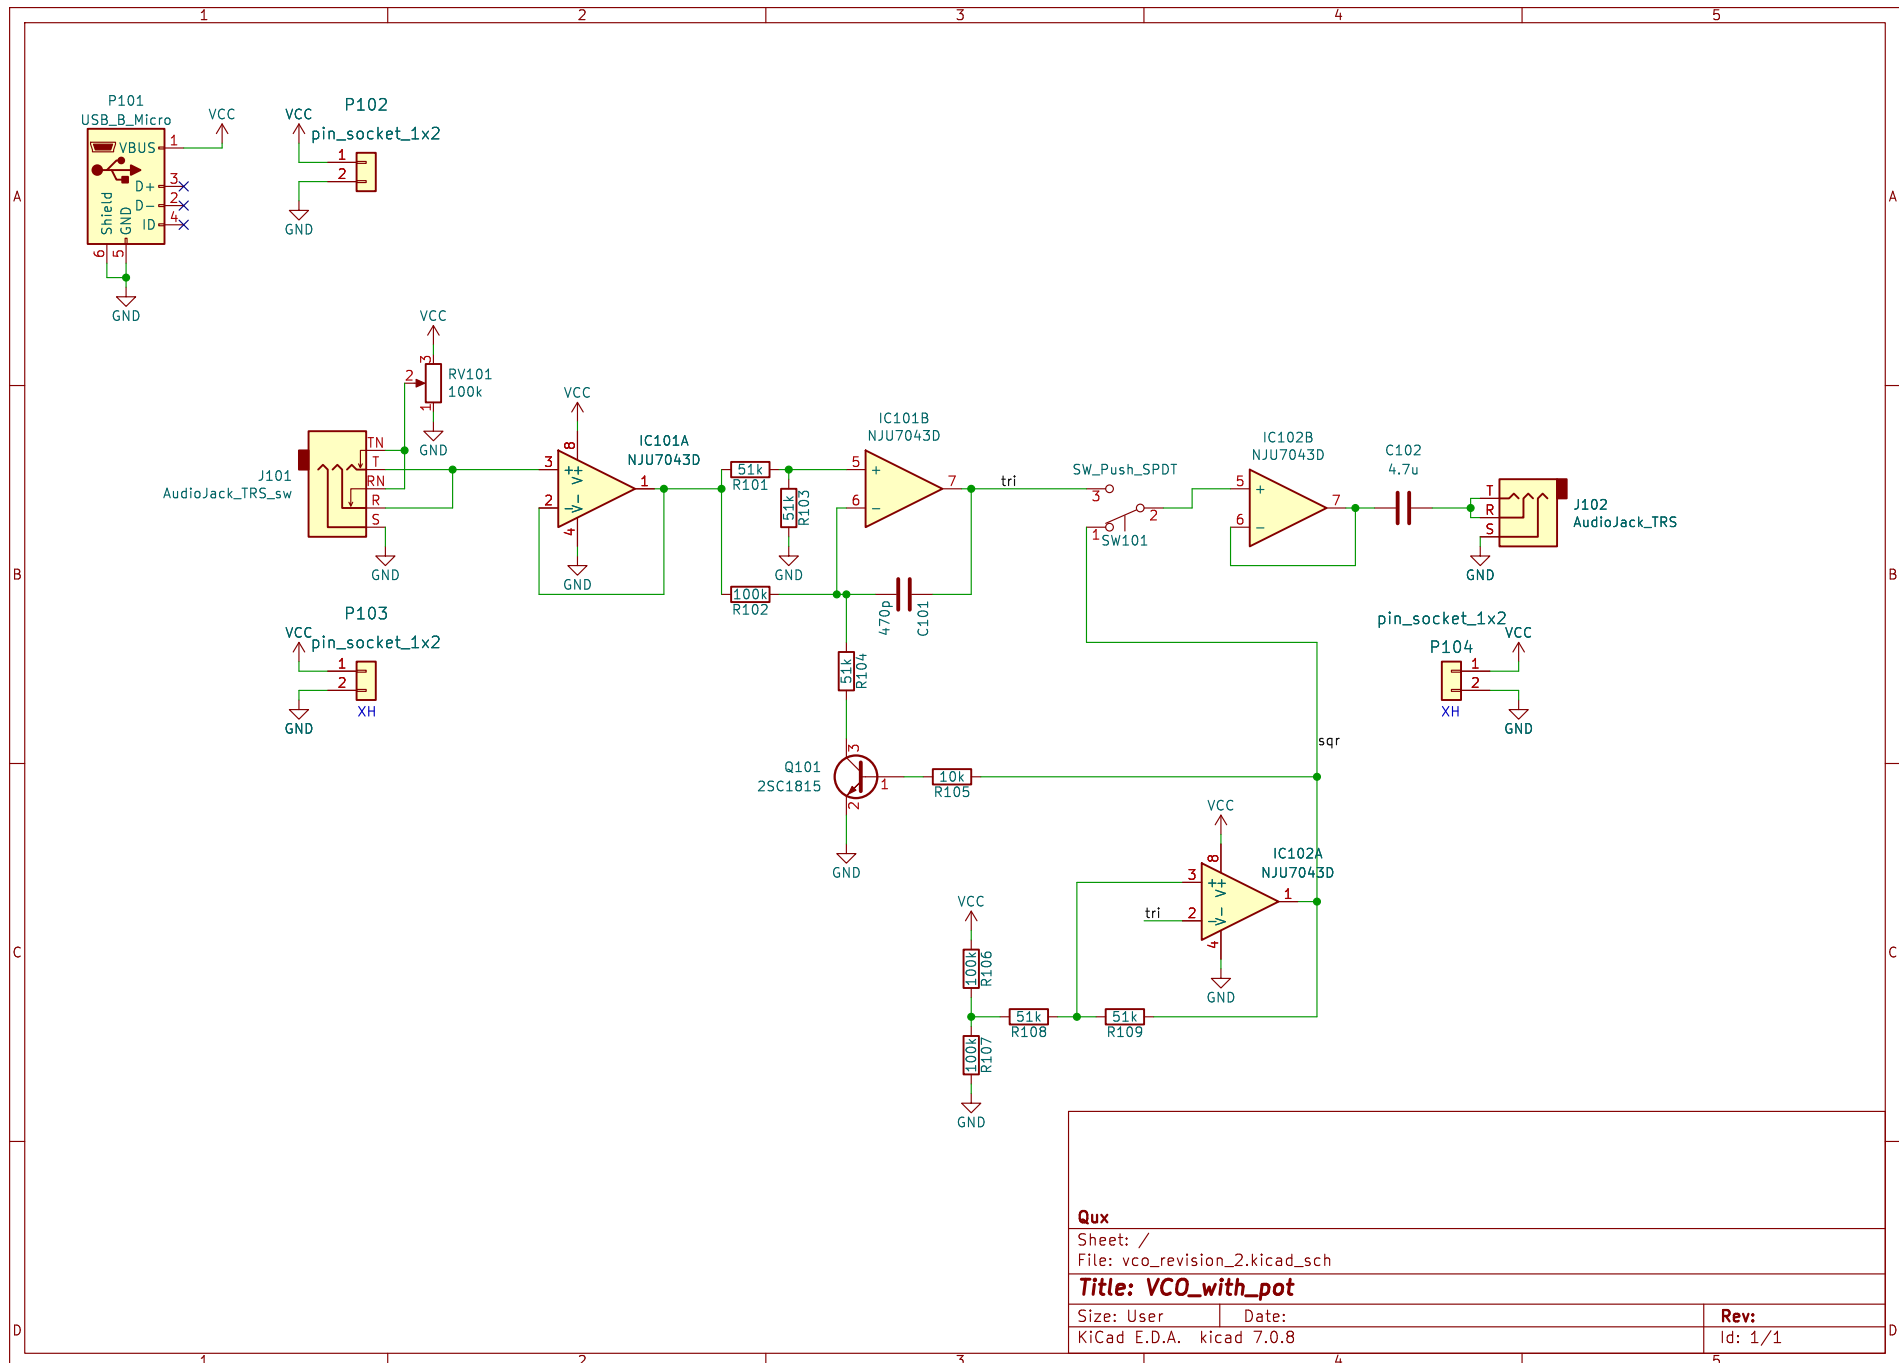 1 2 3 4 5
A A
B B
C C
D D
P101
USB_B_Micro
VBUS 1
D+ 3
D- 2
ID 4
Shield
GND
6 5
GND
VCC
VCC
P102
pin_socket_1x2
1
2
GND
VCC
3
2
RV101
100k
1
GND
J101
AudioJack_TRS_sw
TN
T
RN
R
S
GND
VCC
IC101A
NJU7043D
8
3 ++ V+
1
2 - V-
4
GND
51k
R101
51k
R103
GND
100k
R102
IC101B
NJU7043D
5 +
7
6 -
tri
470p
C101
51k
R104
SW_Push_SPDT
3
2
1
SW101
IC102B
NJU7043D
5 +
7
6 -
C102
4.7u
T
R
S
J102
AudioJack_TRS
GND
P103
VCC
pin_socket_1x2
1
2
XH
GND
pin_socket_1x2
VCC
P104
1
2
XH
GND
sqr
Q101
2SC1815
3
1
2
GND
10k
R105
VCC
IC102A
NJU7043D
8
3 ++ V+
1
tri
2 - V-
4
GND
VCC
100k
R106
51k
R108
51k
R109
100k
R107
GND
Qux
Sheet: /
File: vco_revision_2.kicad_sch
Title: VCO_with_pot
Size: User Date: Rev:
KiCad E.D.A. kicad 7.0.8 Id: 1/1
1 2 3 4 5